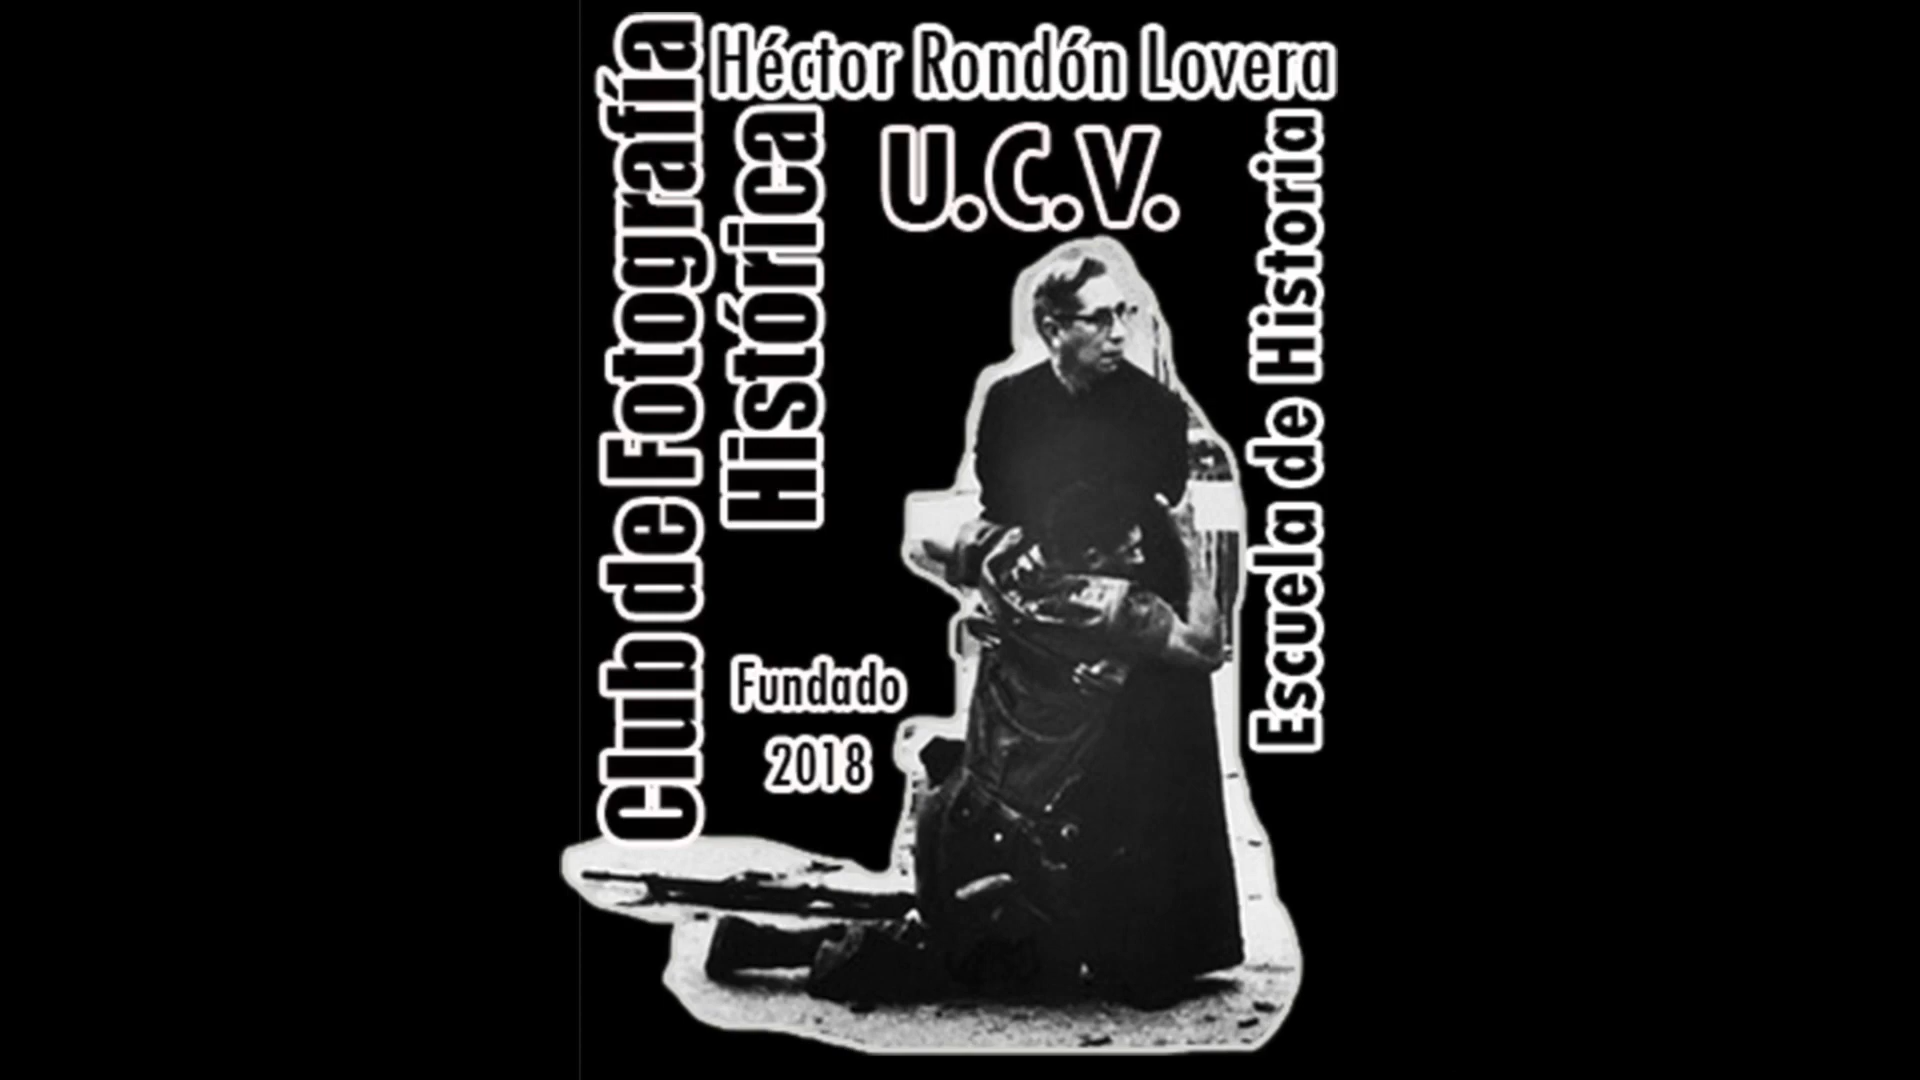 Club de Fotografía
Histórica
Héctor Rondón Lovera
U.C.V.
Escuela de Historia
Fundado
2018